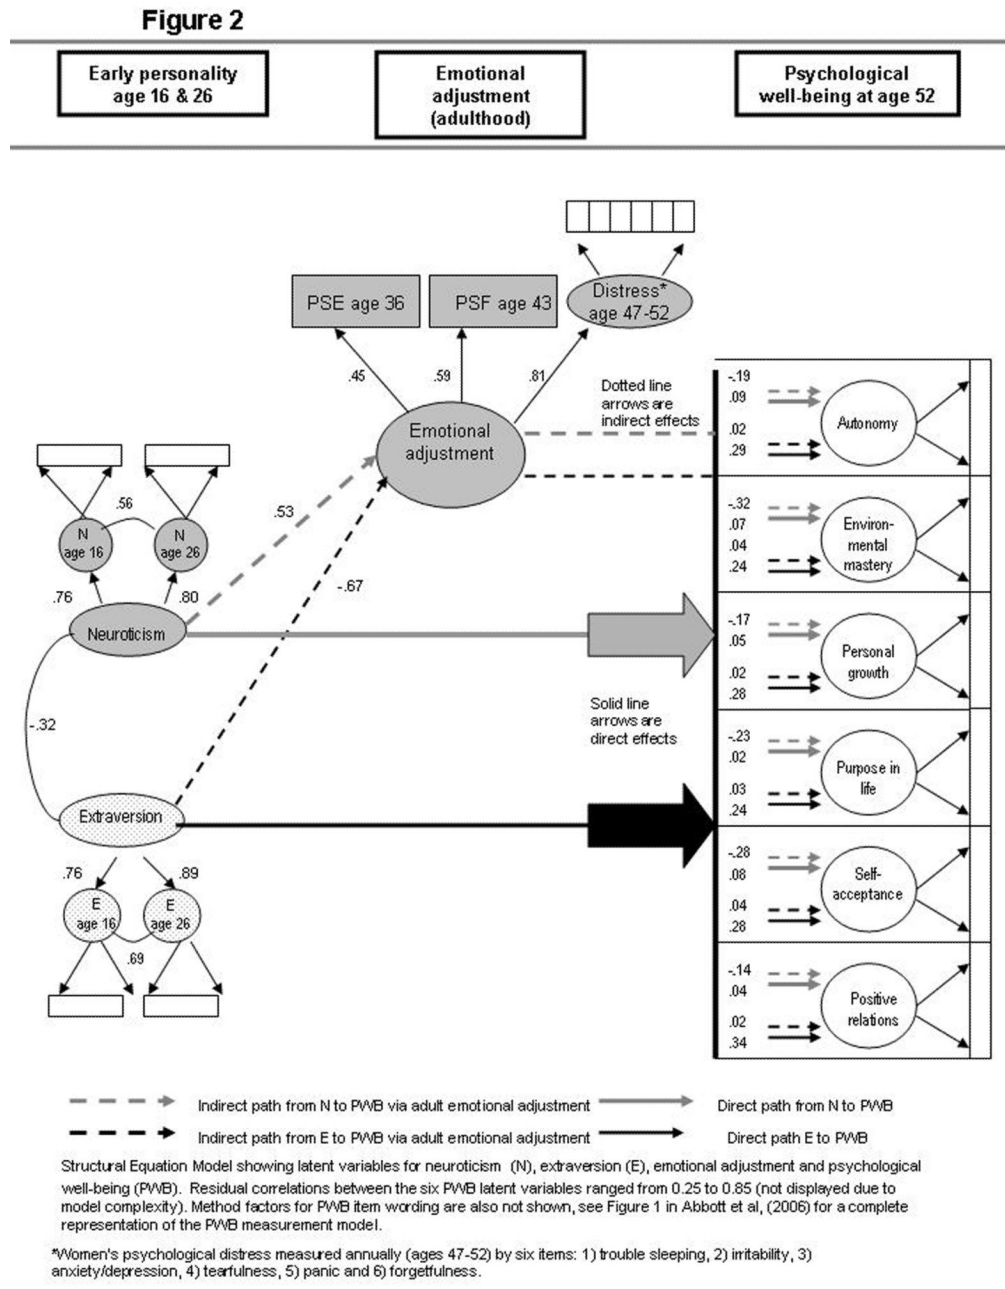 Figure 2
Early personality
age 16 & 26
Emotional
adjustment
(adulthood)
Psychological
well-being at age 52
PSE age 36
PSF age 43
Distress*
age 47-52
.45
.59
.81
Emotional
adjustment
Dotted line
arrows are
indirect effects
.56
N
age 16
N
age 26
.76
.80
Neuroticism
.53
-.67
-.32
Solid line
arrows are
direct effects
Extraversion
.76
.89
E
age 16
E
age 26
.69
-.19
.09
.02
.29
Autonomy
-.32
.07
.04
.24
Environ-
mental
mastery
-.17
.05
.02
.28
Personal
growth
-.23
.02
.03
.24
Purpose in
life
-.28
.08
.04
.28
Self-
acceptance
-.14
.04
.02
.34
Positive
relations
Indirect path from N to PWB via adult emotional adjustment
Direct path from N to PWB
Indirect path from E to PWB via adult emotional adjustment
Direct path E to PWB
Structural Equation Model showing latent variables for neuroticism (N), extraversion (E), emotional adjustment and psychological
well-being (PWB). Residual correlations between the six PWB latent variables ranged from 0.25 to 0.85 (not displayed due to
model complexity). Method factors for PWB item wording are also not shown, see Figure 1 in Abbott et al, (2006) for a complete
representation of the PWB measurement model.
*Women's psychological distress measured annually (ages 47-52) by six items: 1) trouble sleeping, 2) irritability, 3)
anxiety/depression, 4) tearfulness, 5) panic and 6) forgetfulness.